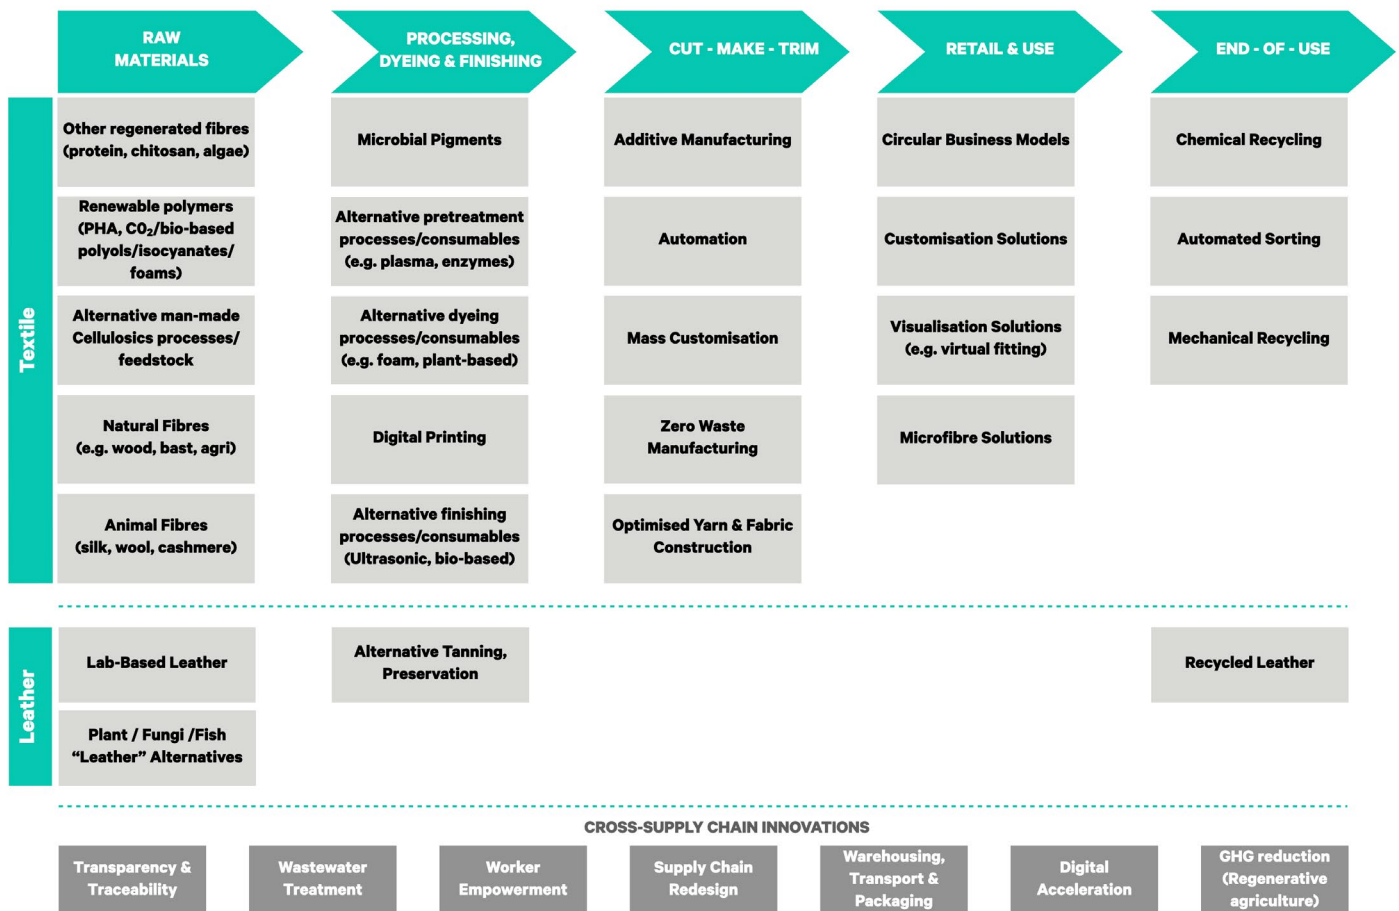 RAW
MATERIALS
PROCESSING,
DYEING & FINISHING
CUT - MAKE - TRIM
RETAIL & USE
END - OF - USE
Textile
Other regenerated fibres
(protein, chitosan, algae)
Microbial Pigments
Additive Manufacturing
Circular Business Models
Chemical Recycling
Renewable polymers
(PHA, CO₂/bio-based
polyols/isocyanates/
foams)
Alternative pretreatment
processes/consumables
(e.g. plasma, enzymes)
Automation
Customisation Solutions
Automated Sorting
Alternative man-made
Cellulosics processes/
feedstock
Alternative dyeing
processes/consumables
(e.g. foam, plant-based)
Mass Customisation
Visualisation Solutions
(e.g. virtual fitting)
Mechanical Recycling
Natural Fibres
(e.g. wood, bast, agri)
Digital Printing
Zero Waste
Manufacturing
Microfibre Solutions
Animal Fibres
(silk, wool, cashmere)
Alternative finishing
processes/consumables
(Ultrasonic, bio-based)
Optimised Yarn & Fabric
Construction
Leather
Lab-Based Leather
Alternative Tanning,
Preservation
Recycled Leather
Plant / Fungi /Fish
“Leather” Alternatives
CROSS-SUPPLY CHAIN INNOVATIONS
Transparency &
Traceability
Wastewater
Treatment
Worker
Empowerment
Supply Chain
Redesign
Warehousing,
Transport &
Packaging
Digital
Acceleration
GHG reduction
(Regenerative
agriculture)